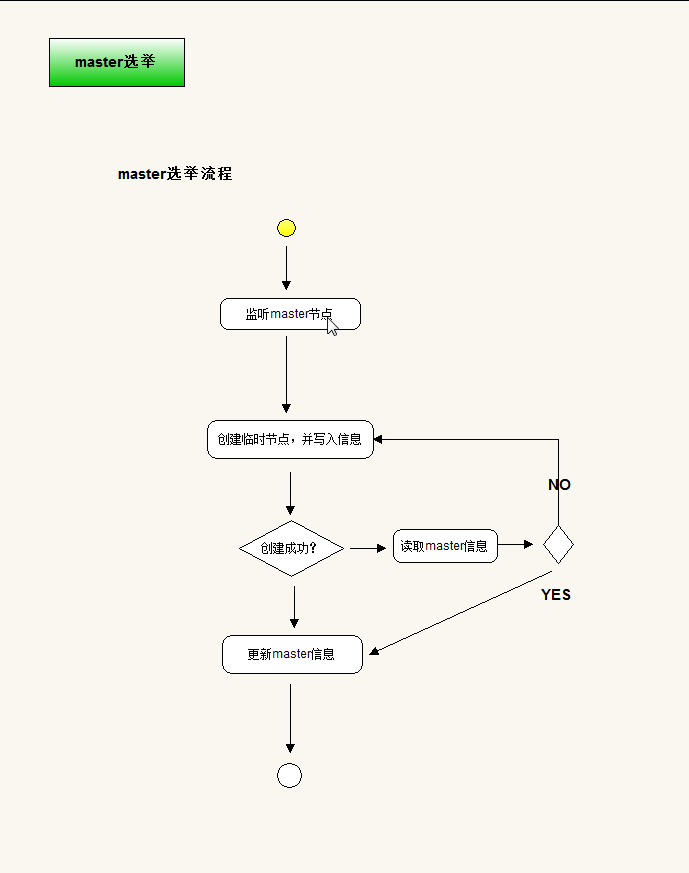 master选举
master选举流程
监听master节点
创建临时节点，并写入信息
NO
创建成功？
读取master信息
YES
更新master信息